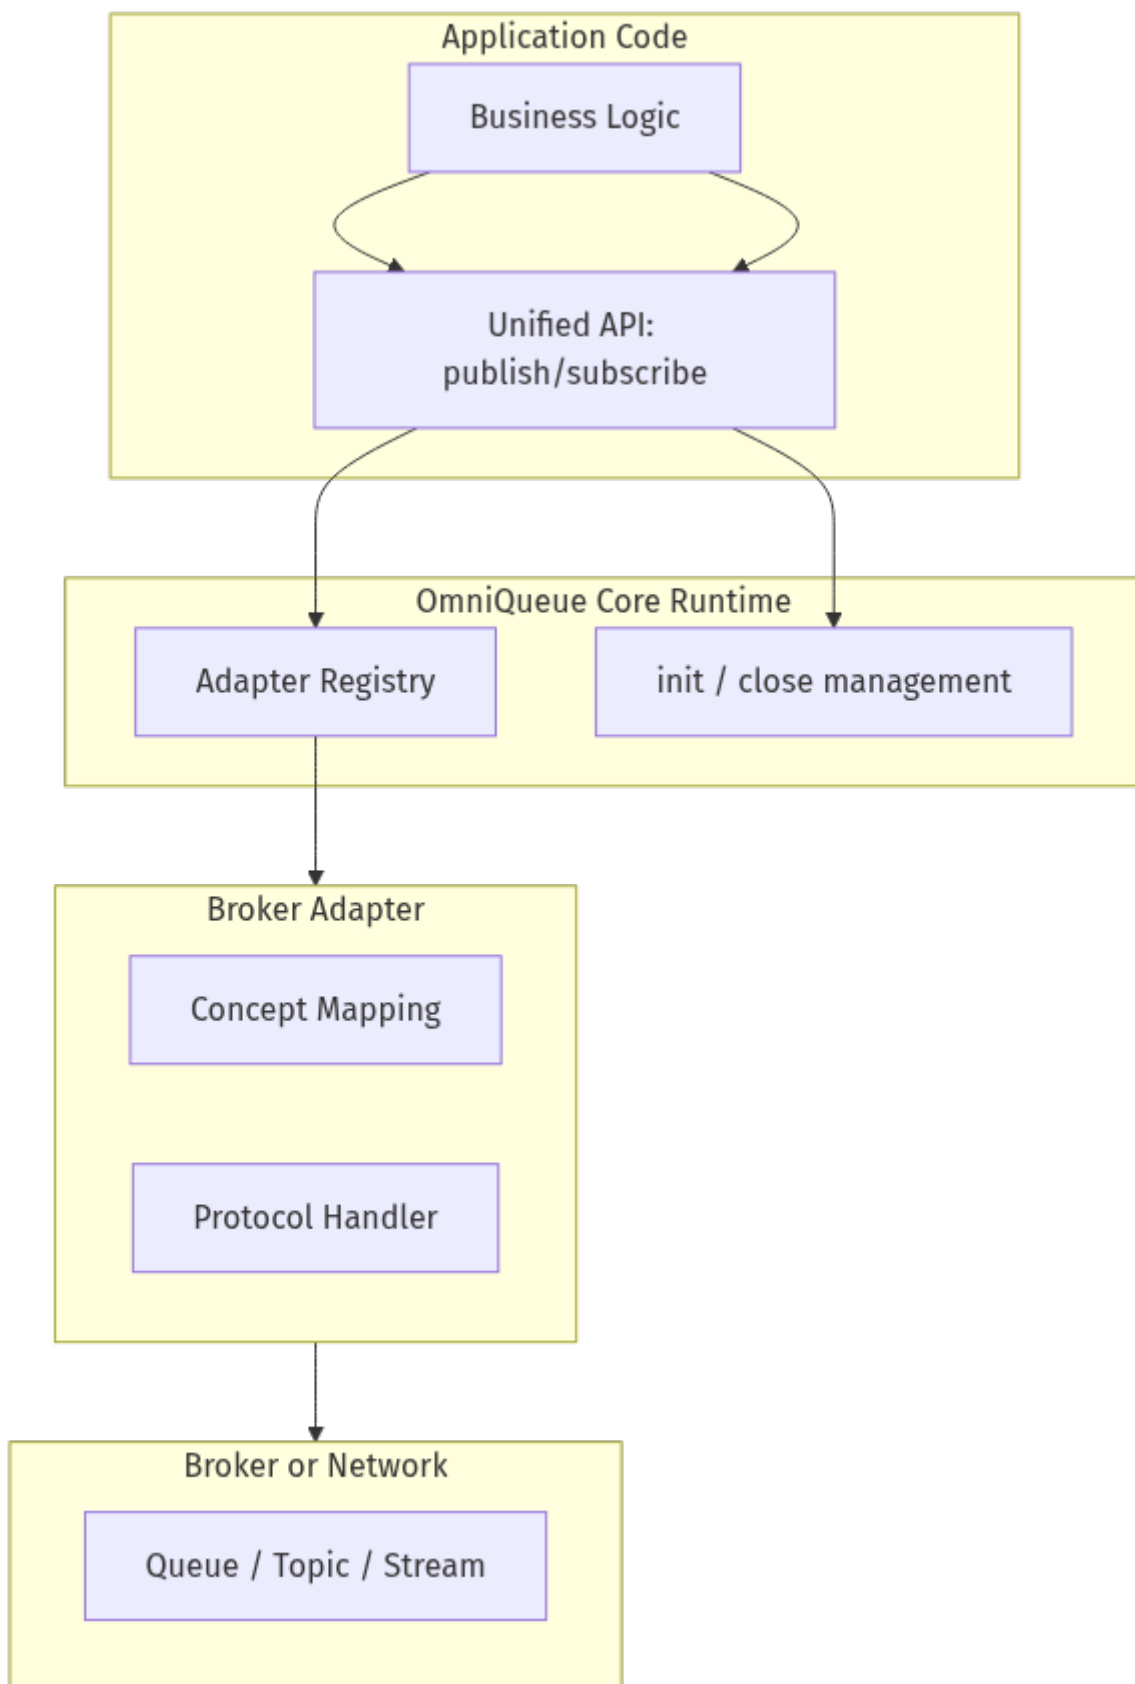 Application Code
Business Logic
Unified API:
publish/subscribe
OmniQueue Core Runtime
Adapter Registry
init / close management
Broker Adapter
Concept Mapping
Protocol Handler
Broker or Network
Queue / Topic / Stream